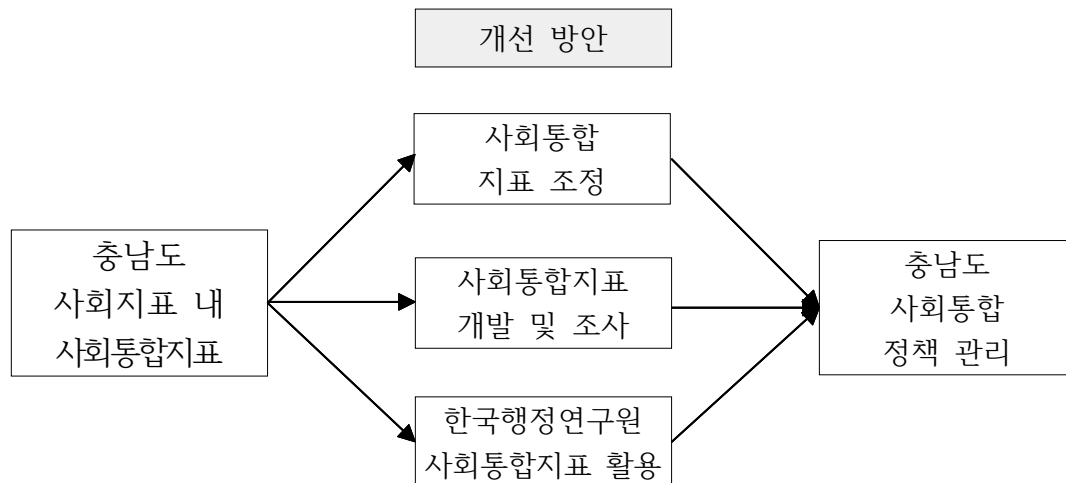 개선 방안
사회통합
지표 조정
충남도
사회지표 내
사회통합지표
사회통합지표
개발 및 조사
충남도
사회통합
정책 관리
한국행정연구원
사회통합지표 활용